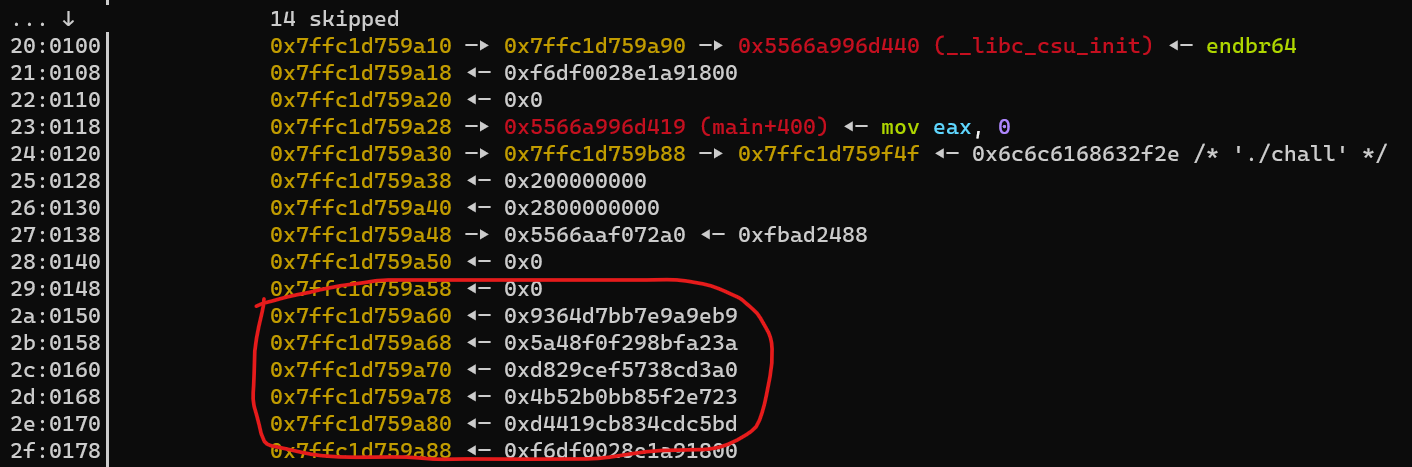 ... ↓ 14 skipped
20:0100│ 0x7ffc1d759a10 —▸ 0x7ffc1d759a90 —▸ 0x5566a996d440 (__libc_csu_init) ◂— endbr64
21:0108│ 0x7ffc1d759a18 ◂— 0xf6df0028e1a91800
22:0110│ 0x7ffc1d759a20 ◂— 0x0
23:0118│ 0x7ffc1d759a28 —▸ 0x5566a996d419 (main+400) ◂— mov eax, 0
24:0120│ 0x7ffc1d759a30 —▸ 0x7ffc1d759b88 —▸ 0x7ffc1d759f4f ◂— 0x6c6c6168632f2e /* './chall' */
25:0128│ 0x7ffc1d759a38 ◂— 0x200000000
26:0130│ 0x7ffc1d759a40 ◂— 0x2800000000
27:0138│ 0x7ffc1d759a48 —▸ 0x5566aaf072a0 ◂— 0xfbad2488
28:0140│ 0x7ffc1d759a50 ◂— 0x0
29:0148│ 0x7ffc1d759a58 ◂— 0x0
2a:0150│ 0x7ffc1d759a60 ◂— 0x9364d7bb7e9a9eb9
2b:0158│ 0x7ffc1d759a68 ◂— 0x5a48f0f298bfa23a
2c:0160│ 0x7ffc1d759a70 ◂— 0xd829cef5738cd3a0
2d:0168│ 0x7ffc1d759a78 ◂— 0x4b52b0bb85f2e723
2e:0170│ 0x7ffc1d759a80 ◂— 0xd4419cb834cdc5bd
2f:0178│ 0x7ffc1d759a88 ◂— 0xf6df0028e1a91800